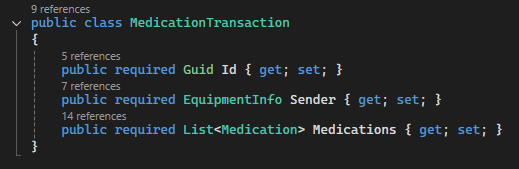 9 references
public class MedicationTransaction
{
5 references
public required Guid Id { get; set; }
7 references
public required EquipmentInfo Sender { get; set; }
14 references
public required List<Medication> Medications { get; set; }
}